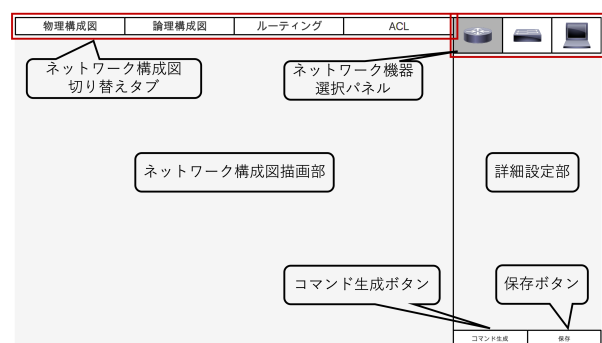 物理構成図
論理構成図
ルーティング
ACL
ネットワーク構成図
切り替えタブ
ネットワーク機器
選択パネル
ネットワーク構成図描画部
詳細設定部
コマンド生成ボタン
保存ボタン
コマンド生成
保存